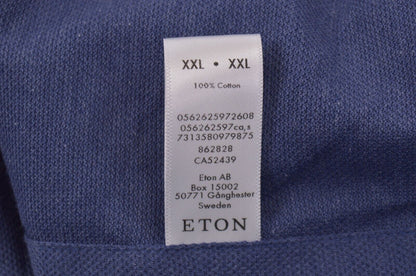 XXL • XXL
100% Cotton
0562625972608
056262597ca,s
7313580979875
862828
CA52439
Eton AB
Box 15002
50771 Gånghester
Sweden
ETON